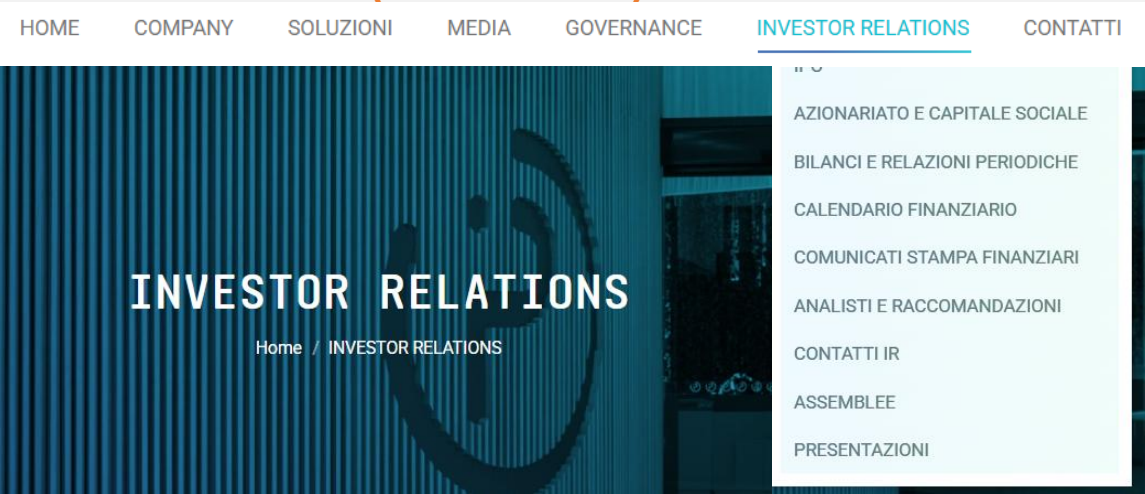 HOME COMPANY SOLUZIONI MEDIA GOVERNANCE INVESTOR RELATIONS CONTATTI
AZIONARIATO E CAPITALE SOCIALE
BILANCI E RELAZIONI PERIODICHE
CALENDARIO FINANZIARIO
COMUNICATI STAMPA FINANZIARI
ANALISTI E RACCOMANDAZIONI
CONTATTI IR
ASSEMBLEE
PRESENTAZIONI
INVESTOR RELATIONS
Home / INVESTOR RELATIONS